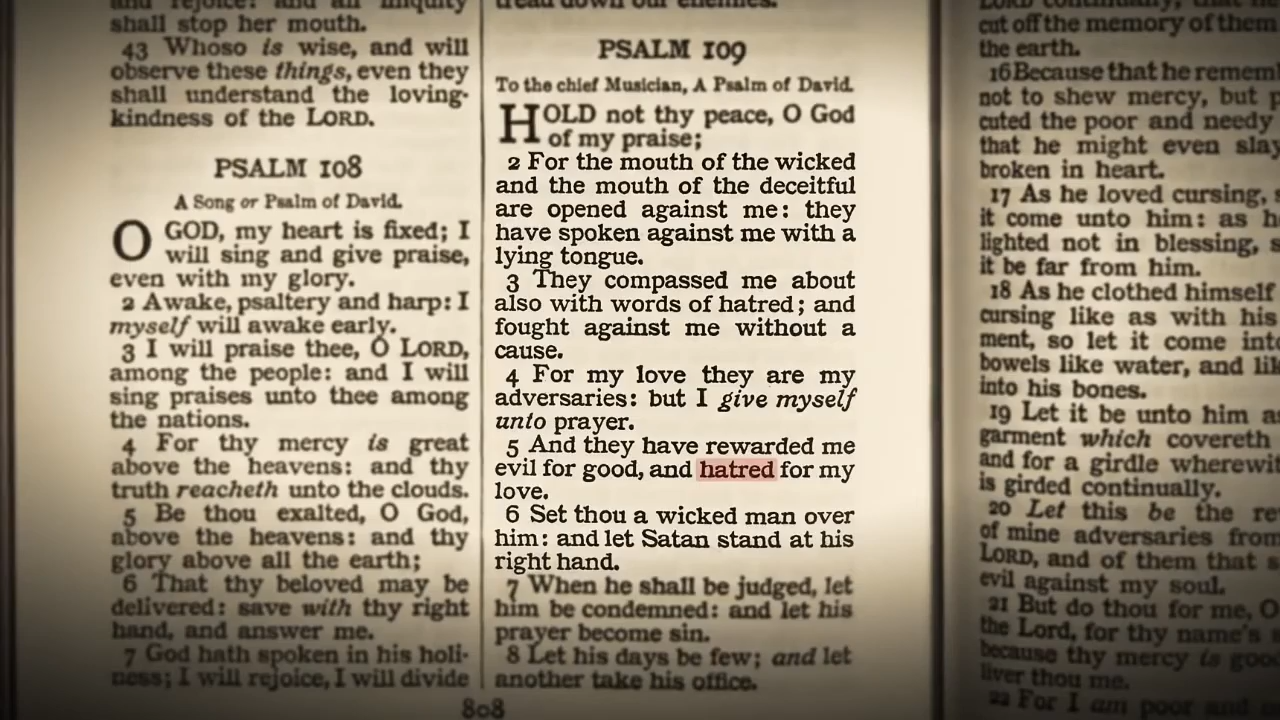 shall stop her mouth.
43 Whoso is wise, and will
observe these things, even they
shall understand the loving-
kindness of the LORD.
PSALM 108
A Song or Psalm of David.
O GOD, my heart is fixed; I
will sing and give praise,
even with my glory.
2 Awake, psaltery and harp: I
myself will awake early.
3 I will praise thee, O LORD,
among the people: and I will
sing praises unto thee among
the nations.
4 For thy mercy is great
above the heavens: and thy
truth reacheth unto the clouds.
5 Be thou exalted, O God,
above the heavens: and thy
glory above all the earth;
6 That thy beloved may be
delivered: save with thy right
hand, and answer me.
7 God hath spoken in his holi-
ness; I will rejoice, I will divide
tread down our enemies.
PSALM 109
To the chief Musician, A Psalm of David.
HOLD not thy peace, O God
of my praise;
2 For the mouth of the wicked
and the mouth of the deceitful
are opened against me: they
have spoken against me with a
lying tongue.
3 They compassed me about
also with words of hatred; and
fought against me without a
cause.
4 For my love they are my
adversaries: but I give myself
unto prayer.
5 And they have rewarded me
evil for good, and hatred for my
love.
6 Set thou a wicked man over
him: and let Satan stand at his
right hand.
7 When he shall be judged, let
him be condemned: and let his
prayer become sin.
8 Let his days be few; and let
another take his office.
808
cut off the memory of them
the earth.
16 Because that he
not to shew mercy, but
cuted the poor and needy
that he might even
broken in heart.
17 As he loved cursing,
it come unto him: as
lighted not in blessing,
it be far from him.
18 As he clothed himself
cursing like as with his
ment, so let it come
bowels like water, and
into his bones.
19 Let it be unto him
garment which covereth
and for a girdle
is girded continually.
20 Let this be the
of mine adversaries
LORD, and of them that
evil against my soul.
21 But do thou for me, O
the Lord, for thy name's
because thy mercy is
liver thou me.
22 For I am poor and